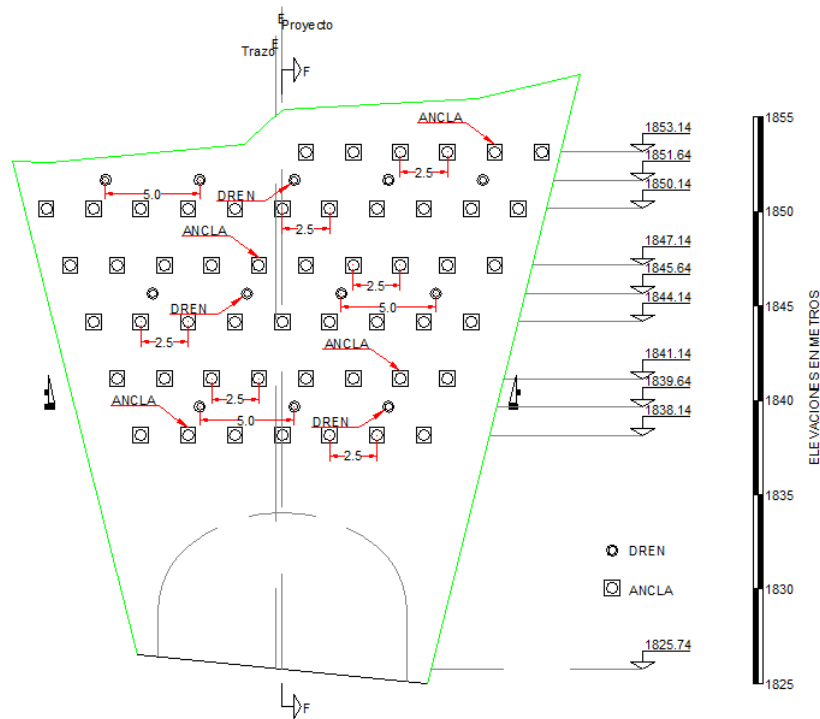 E
Proyecto
E
Trazo
F
ANCLA
1853.14
1855
1851.64
2.5
5.0
DREN
1850.14
1850
2.5
ANCLA
1847.14
2.5
1845.64
DREN
5.0
1845
1844.14
2.5
ANCLA
1841.14
2.5
1839.64
1840
ANCLA
5.0
DREN
1838.14
2.5
ELEVACIONES EN METROS
1835
DREN
ANCLA
1830
1825.74
1825
F